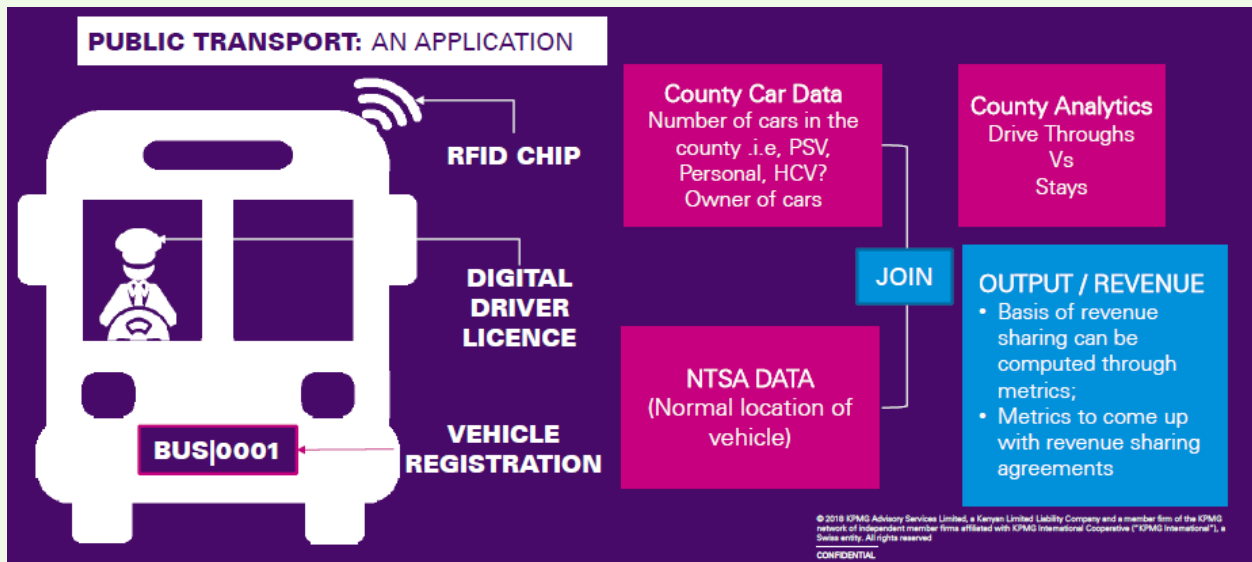 PUBLIC TRANSPORT: AN APPLICATION
RFID CHIP
DIGITAL
DRIVER
LICENCE
VEHICLE
REGISTRATION
BUS|0001
County Car Data
Number of cars in the
county .i.e, PSV,
Personal, HCV?
Owner of cars
County Analytics
Drive Throughs
Vs
Stays
JOIN
NTSA DATA
(Normal location of
vehicle)
OUTPUT / REVENUE
• Basis of revenue
sharing can be
computed through
metrics;
• Metrics to come up
with revenue sharing
agreements
© 2018 KPMG Advisory Services Limited, a Kenyan Limited Liability Company and a member firm of the KPMG
network of independent member firms affiliated with KPMG International Cooperative ("KPMG International"), a
Swiss entity. All rights reserved
CONFIDENTIAL